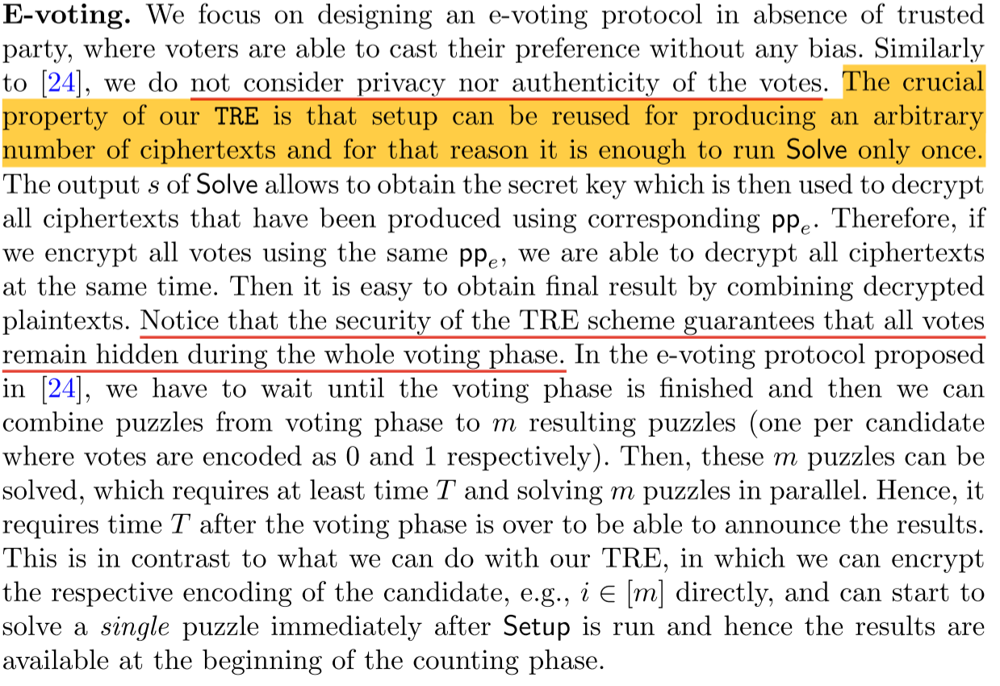 E-voting. We focus on designing an e-voting protocol in absence of trusted
party, where voters are able to cast their preference without any bias. Similarly
to [24], we do not consider privacy nor authenticity of the votes. The crucial
property of our TRE is that setup can be reused for producing an arbitrary
number of ciphertexts and for that reason it is enough to run Solve only once.
The output s of Solve allows to obtain the secret key which is then used to decrypt
all ciphertexts that have been produced using corresponding ppₑ. Therefore, if
we encrypt all votes using the same ppₑ, we are able to decrypt all ciphertexts
at the same time. Then it is easy to obtain final result by combining decrypted
plaintexts. Notice that the security of the TRE scheme guarantees that all votes
remain hidden during the whole voting phase. In the e-voting protocol proposed
in [24], we have to wait until the voting phase is finished and then we can
combine puzzles from voting phase to m resulting puzzles (one per candidate
where votes are encoded as 0 and 1 respectively). Then, these m puzzles can be
solved, which requires at least time T and solving m puzzles in parallel. Hence, it
requires time T after the voting phase is over to be able to announce the results.
This is in contrast to what we can do with our TRE, in which we can encrypt
the respective encoding of the candidate, e.g., i ∈ [m] directly, and can start to
solve a single puzzle immediately after Setup is run and hence the results are
available at the beginning of the counting phase.